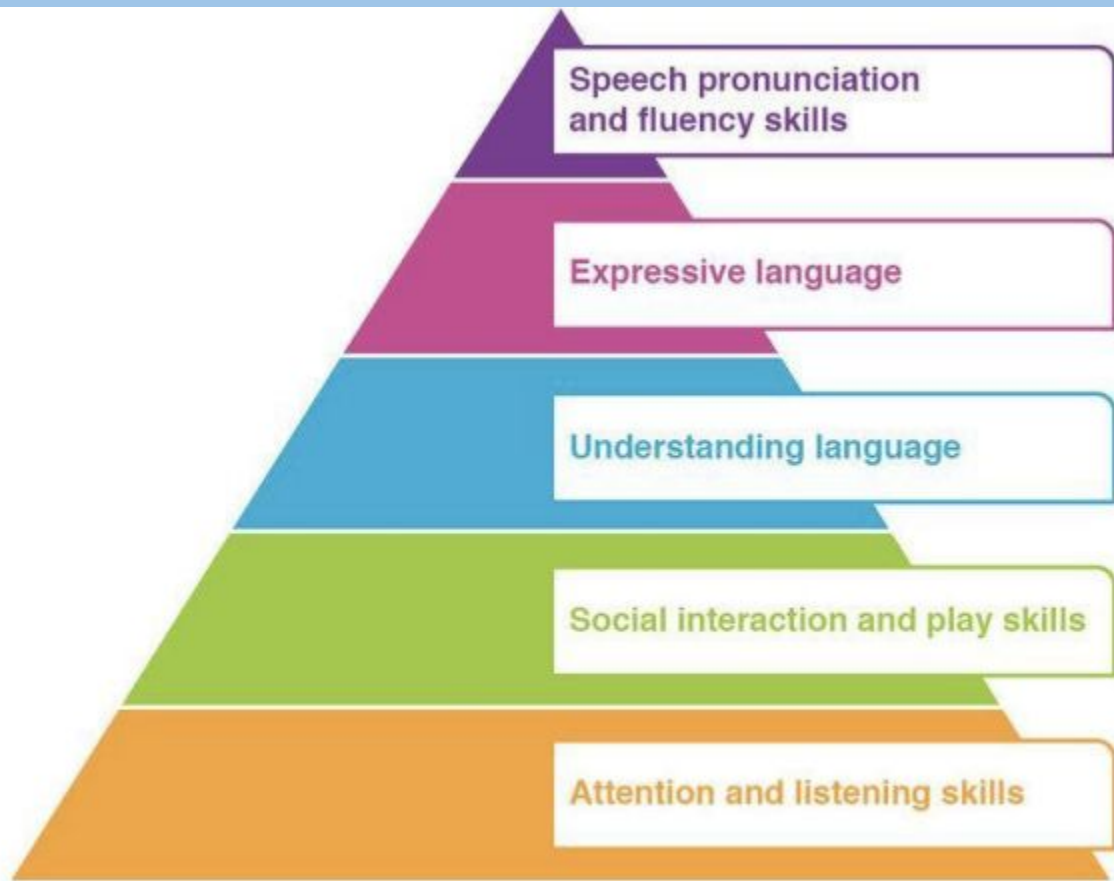 Speech pronunciation
and fluency skills
Expressive language
Understanding language
Social interaction and play skills
Attention and listening skills